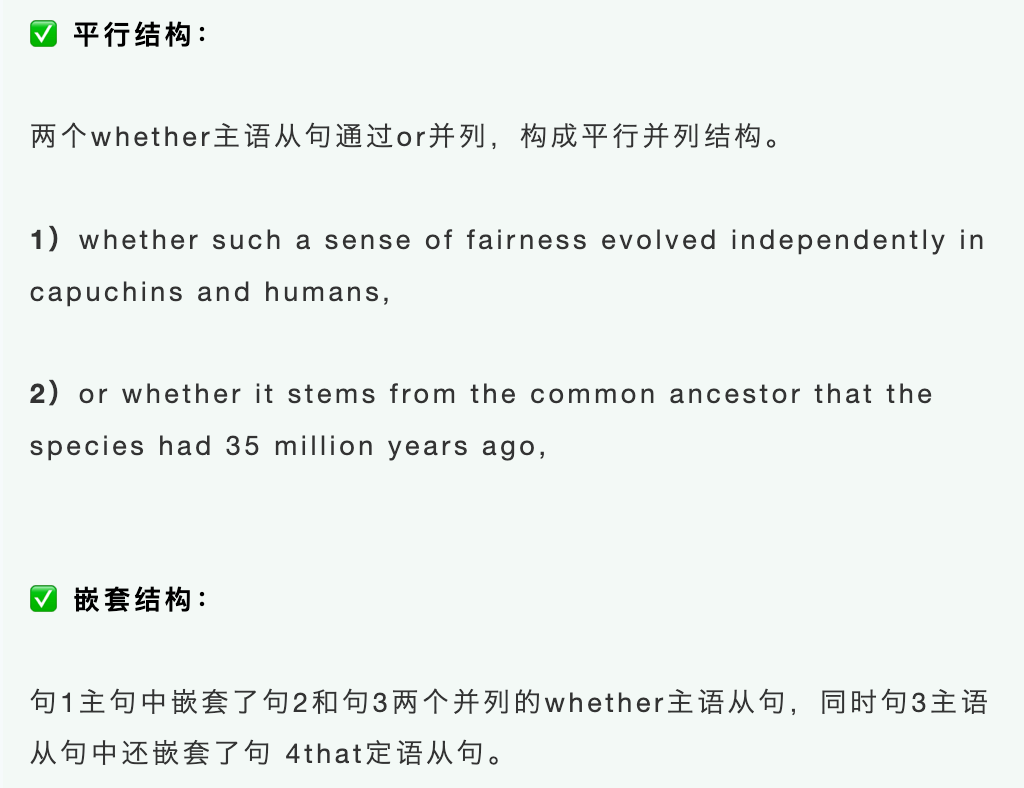 ✅ 平行结构：
两个whether主语从句通过or并列，构成平行并列结构。
1）whether such a sense of fairness evolved independently in
capuchins and humans,
2）or whether it stems from the common ancestor that the
species had 35 million years ago,
✅ 嵌套结构：
句1主句中嵌套了句2和句3两个并列的whether主语从句，同时句3主语
从句中还嵌套了句 4that定语从句。